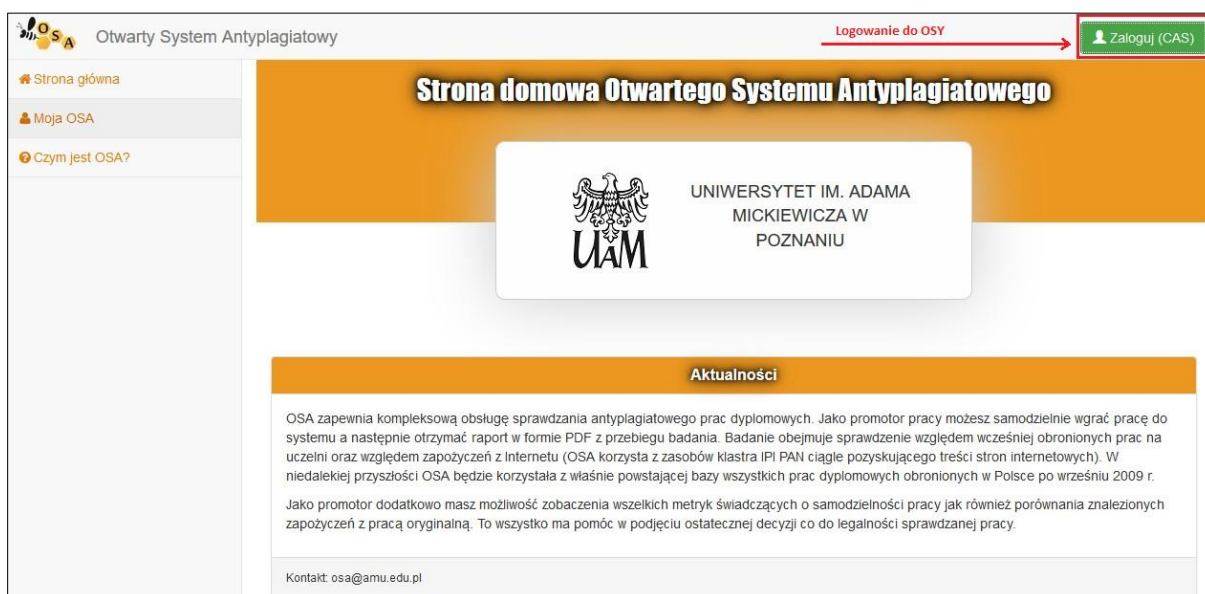 OSA
Otwarty System Antyplagiatowy
Logowanie do OSY
Zaloguj (CAS)
Strona główna
Moja OSA
Czym jest OSA?
Strona domowa Otwartego Systemu Antyplagiatowego
UAM
UNIWERSYTET IM. ADAMA
MICKIEWICZA W
POZNANIU
Aktualności
OSA zapewnia kompleksową obsługę sprawdzania antyplagiatowego prac dyplomowych. Jako promotor pracy możesz samodzielnie wgrać pracę do
systemu a następnie otrzymać raport w formie PDF z przebiegu badania. Badanie obejmuje sprawdzenie względem wcześniej obronionych prac na
uczelni oraz względem zapożyczeń z Internetu (OSA korzysta z zasobów klastra IPI PAN ciągle pozyskującego treści stron internetowych). W
niedalekiej przyszłości OSA będzie korzystała z właśnie powstającej bazy wszystkich prac dyplomowych obronionych w Polsce po wrześniu 2009 r.
Jako promotor dodatkowo masz możliwość zobaczenia wszelkich metryk świadczących o samodzielności pracy jak również porównania znalezionych
zapożyczeń z pracą oryginalną. To wszystko ma pomóc w podjęciu ostatecznej decyzji co do legalności sprawdzanej pracy.
Kontakt: osa@amu.edu.pl